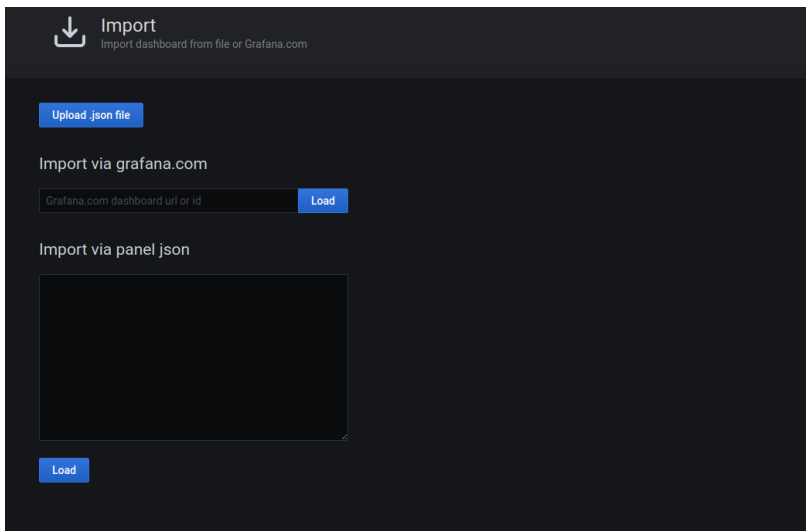 Import
Import dashboard from file or Grafana.com
Upload .json file
Import via grafana.com
Grafana.com dashboard url or id
Load
Import via panel json
Load